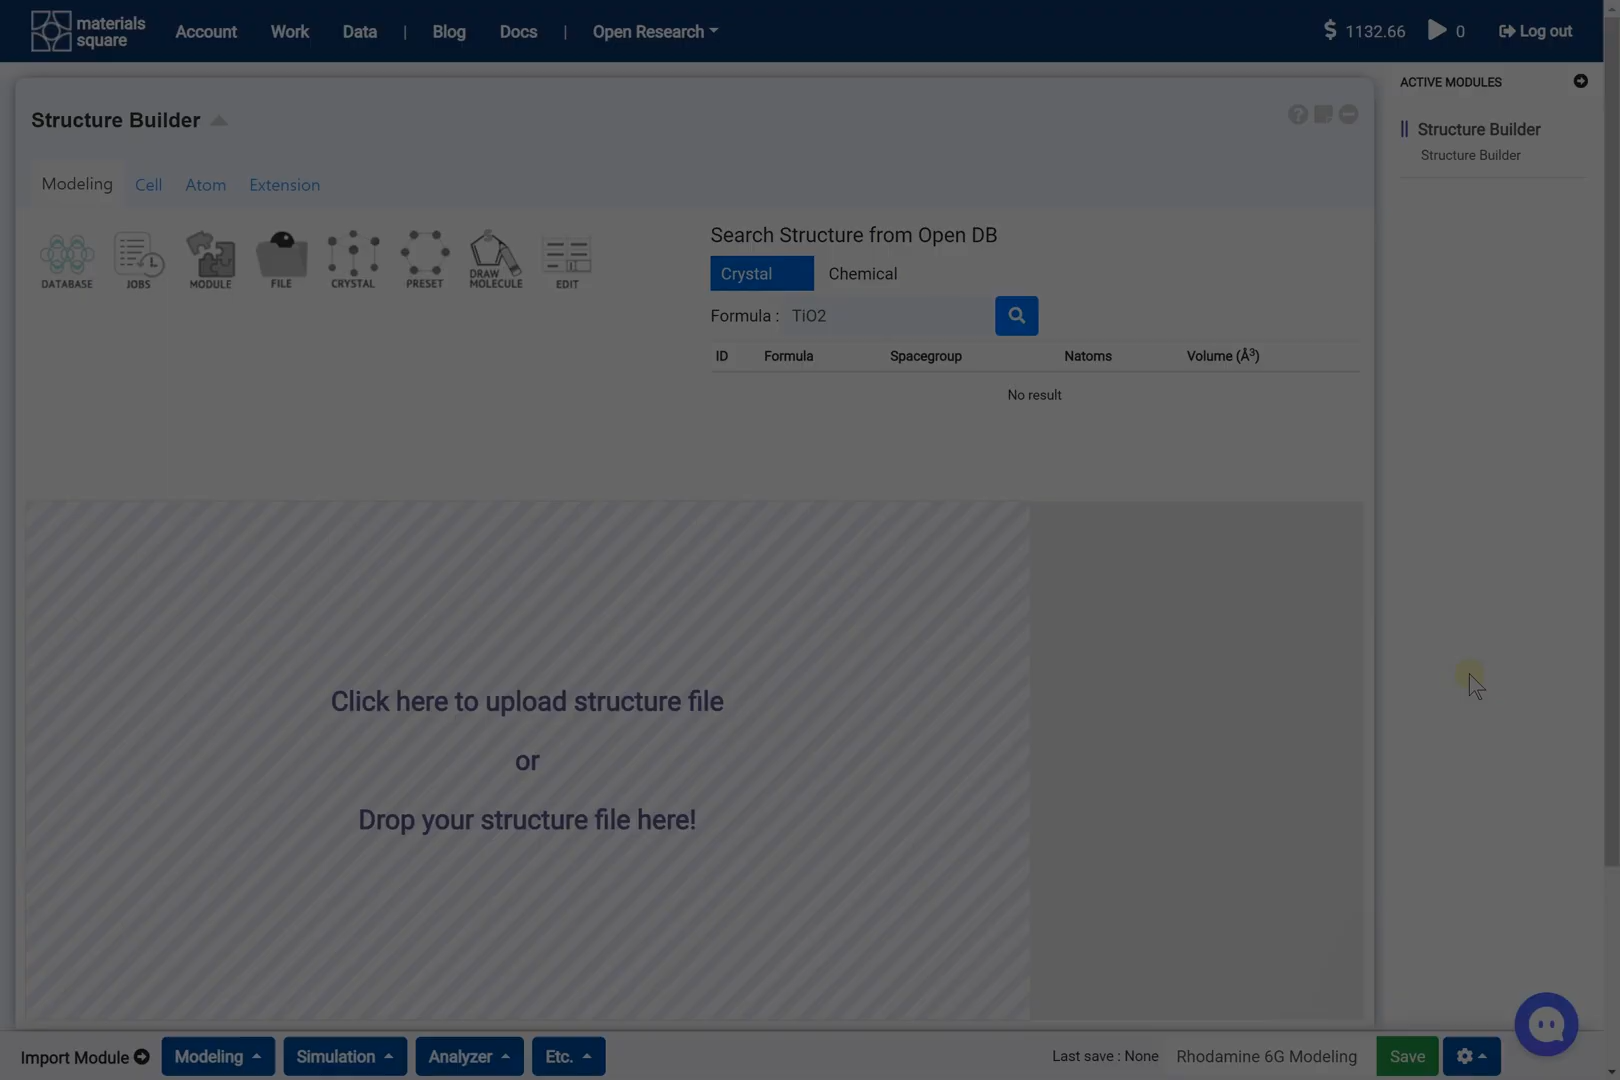 materials
square
Account Work Data | Blog Docs | Open Research
$ 1132.66 0 Log out
ACTIVE MODULES
Structure Builder
Structure Builder
Structure Builder
Modeling Cell Atom Extension
DATABASE JOBS MODULE FILE CRYSTAL PRESET DRAW MOLECULE EDIT
Search Structure from Open DB
Crystal Chemical
Formula : TiO2
ID Formula Spacegroup Natoms Volume (Å³)
No result
Click here to upload structure file
or
Drop your structure file here!
Import Module Modeling Simulation Analyzer Etc. Last save : None Rhodamine 6G Modeling Save